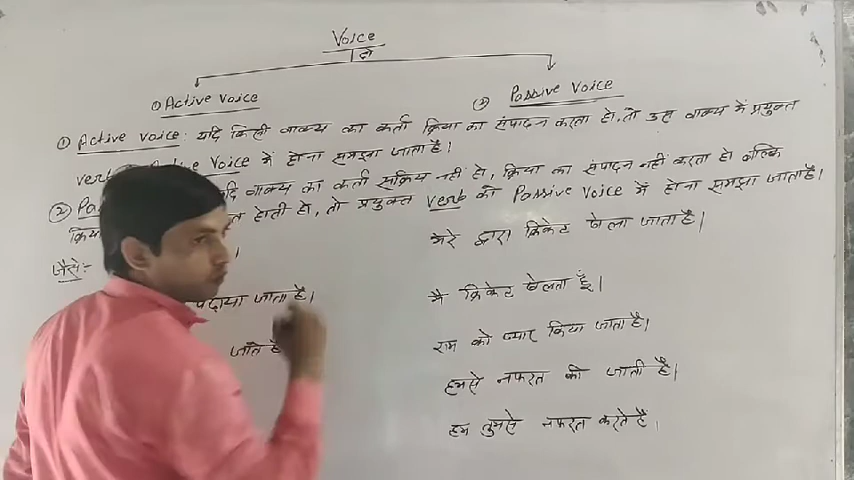 Voice
दो
① Active Voice
② Passive Voice
① Active voice: यदि किसी वाक्य का कर्ता क्रिया का संपादन करता हो, तो उस वाक्य में प्रयुक्त
verb Voice में होना समझा जाता है।
② यदि वाक्य का कर्ता सक्रिय नहीं हो, क्रिया का संपादन नहीं करता हो बल्कि
होती हो, तो प्रयुक्त verb को Passive Voice में होना समझा जाता है।
जैसे:-
मेरे द्वारा क्रिकेट खेला जाता है।
पढ़ाया जाता है।
मै क्रिकेट खेलता हूँ।
जाते
राम को प्यार किया जाता है।
हमसे नफरत की जाती है।
हम तुमसे नफरत करते है।